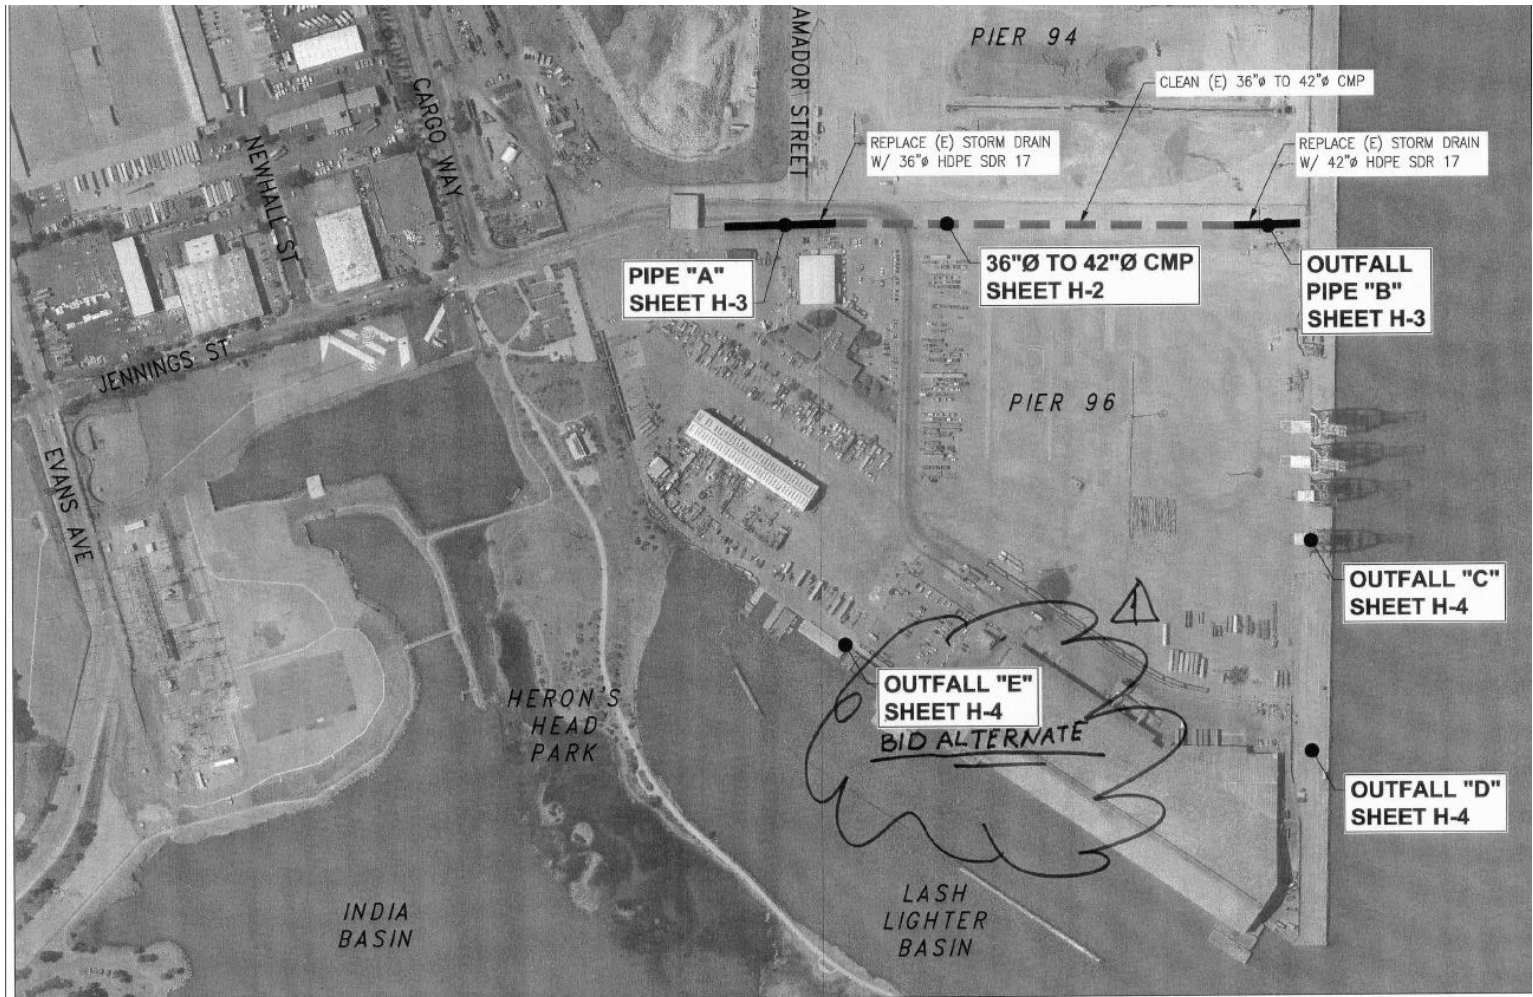 PIER 94
CLEAN (E) 36"ø TO 42"ø CMP
AMADOR STREET
CARGO WAY
REPLACE (E) STORM DRAIN
W/ 36"ø HDPE SDR 17
REPLACE (E) STORM DRAIN
W/ 42"ø HDPE SDR 17
NEWHALL ST
PIPE "A"
SHEET H-3
36"Ø TO 42"Ø CMP
SHEET H-2
OUTFALL
PIPE "B"
SHEET H-3
JENNINGS ST
PIER 96
EVANS AVE
OUTFALL "C"
SHEET H-4
1
OUTFALL "E"
SHEET H-4
BID ALTERNATE
HERON'S
HEAD
PARK
OUTFALL "D"
SHEET H-4
INDIA
BASIN
LASH
LIGHTER
BASIN